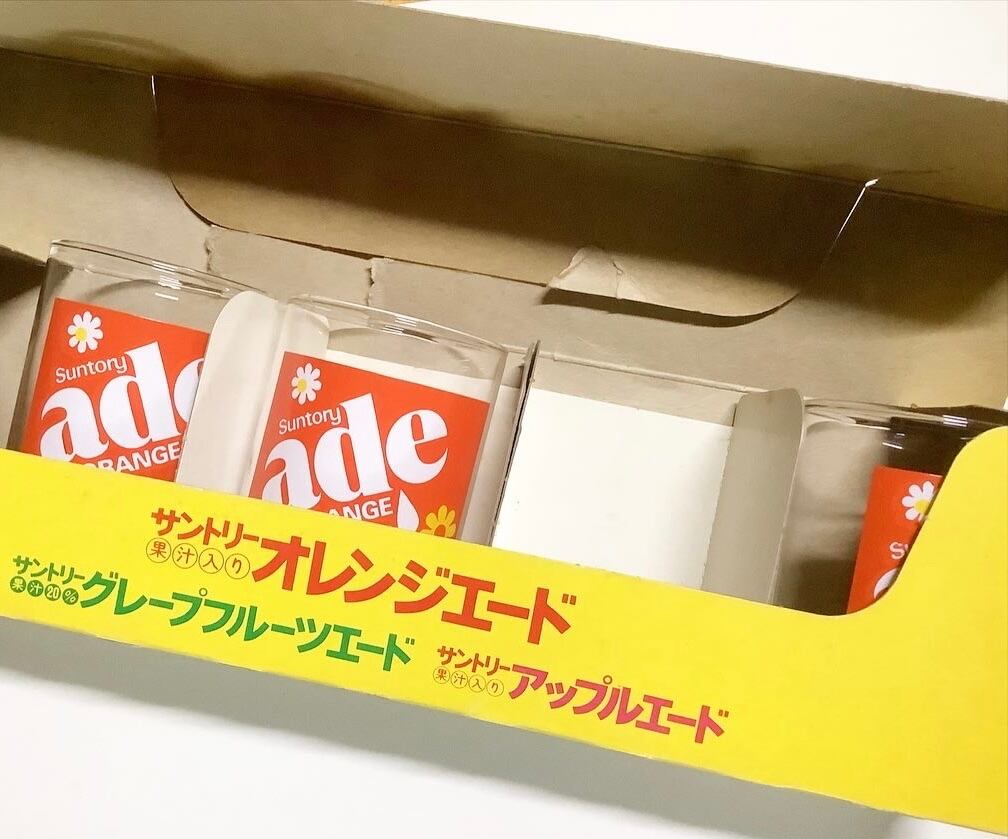 Suntory
ade
ORANGE
Suntory
ade
ANGE
サントリー
果汁入り
オレンジエード
サントリー
果汁20%
グレープフルーツエード
サントリー
果汁入り
アップルエード